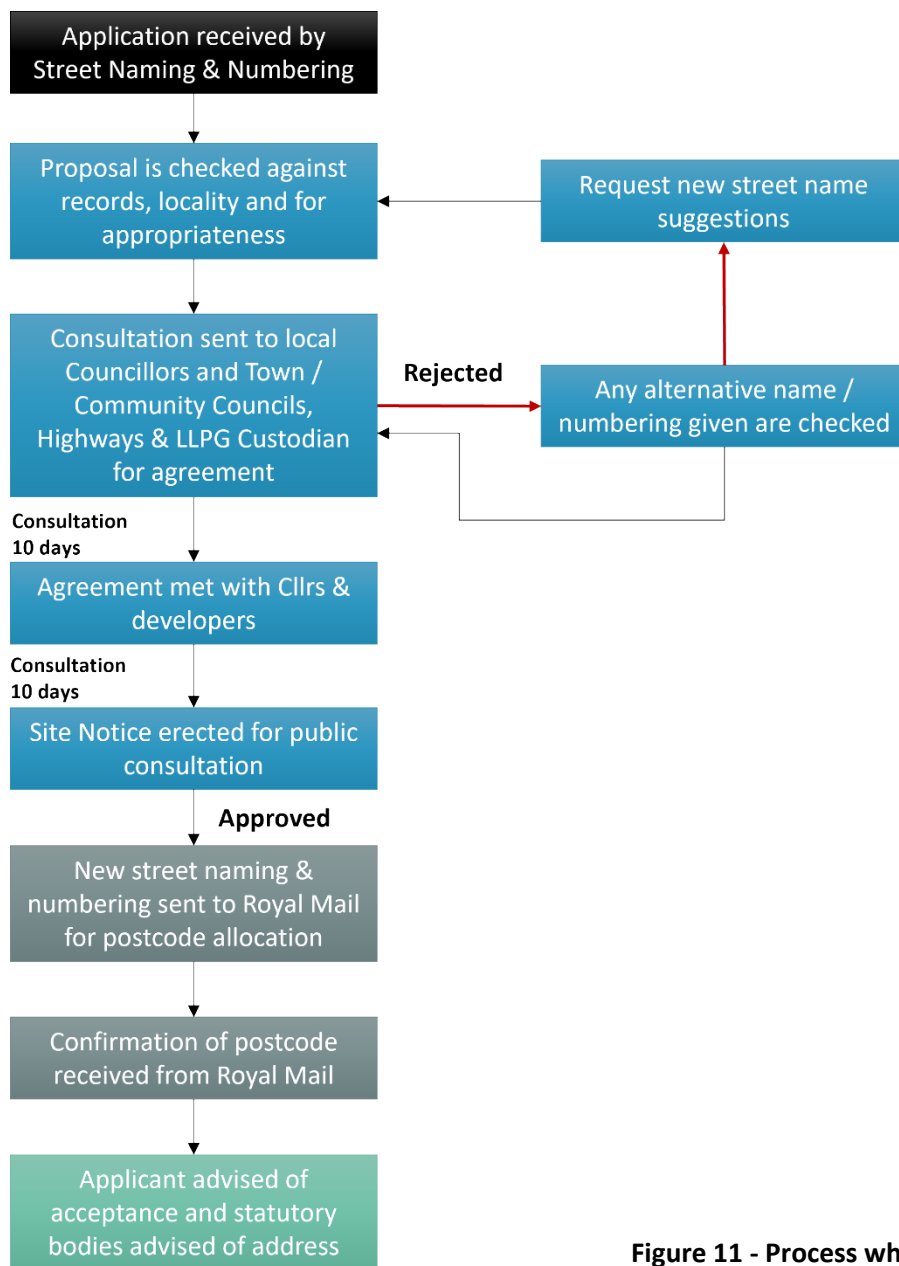 Application received by
Street Naming & Numbering
Proposal is checked against
records, locality and for
appropriateness
Request new street name
suggestions
Consultation sent to local
Councillors and Town /
Community Councils,
Highways & LLPG Custodian
for agreement
Rejected
Any alternative name /
numbering given are checked
Consultation
10 days
Agreement met with Cllrs &
developers
Consultation
10 days
Site Notice erected for public
consultation
Approved
New street naming &
numbering sent to Royal Mail
for postcode allocation
Confirmation of postcode
received from Royal Mail
Applicant advised of
acceptance and statutory
bodies advised of address
Figure 11 - Process wh